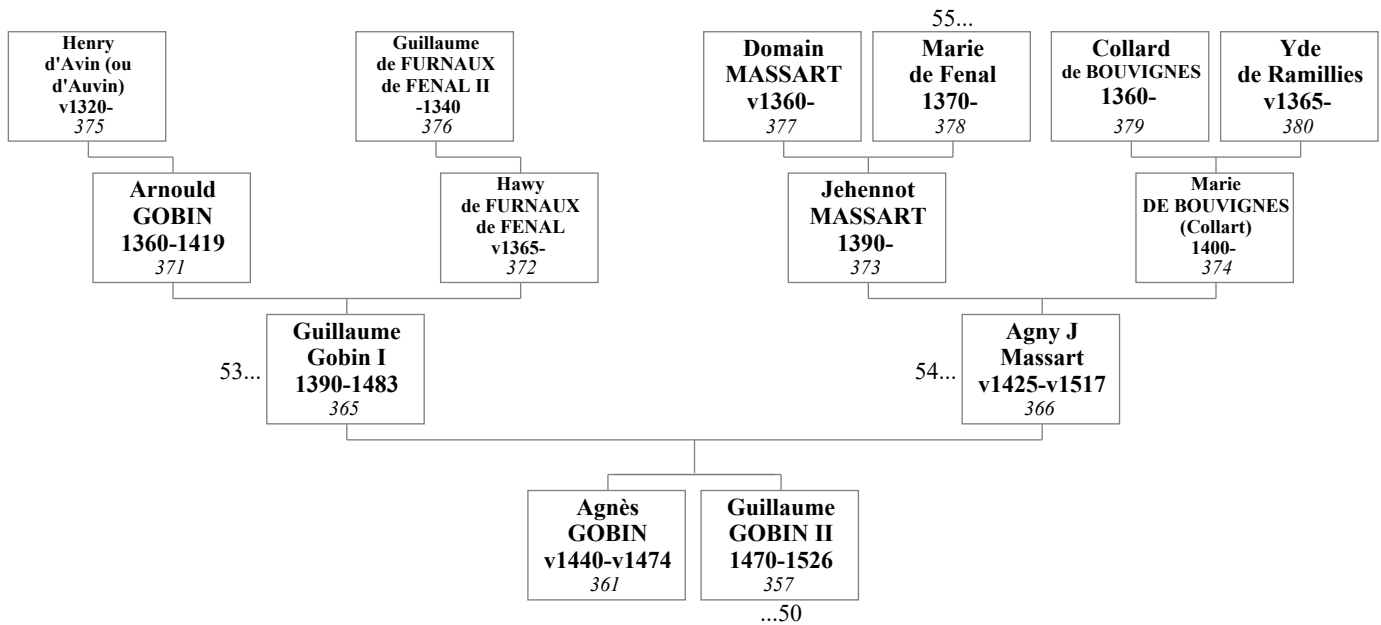 55...
Henry
d'Avin (ou
d'Auvin)
v1320-
375
Guillaume
de FURNAUX
de FENAL II
-1340
376
Domain
MASSART
v1360-
377
Marie
de Fenal
1370-
378
Collard
de BOUVIGNES
1360-
379
Yde
de Ramillies
v1365-
380
Arnould
GOBIN
1360-1419
371
Hawy
de FURNAUX
de FENAL
v1365-
372
Jehennot
MASSART
1390-
373
Marie
DE BOUVIGNES
(Collart)
1400-
374
53...
Guillaume
Gobin I
1390-1483
365
54...
Agny J
Massart
v1425-v1517
366
Agnès
GOBIN
v1440-v1474
361
Guillaume
GOBIN II
1470-1526
357
...50